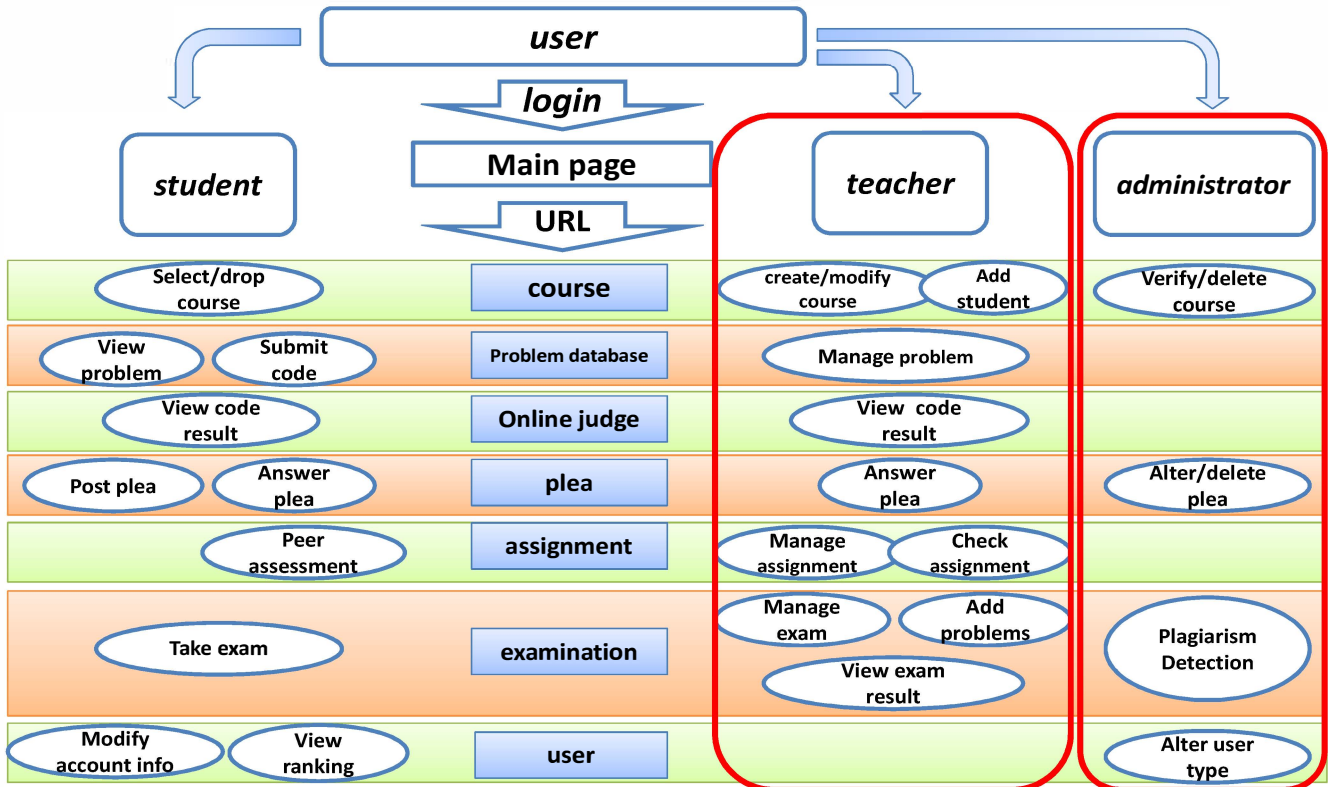 user
login
Main page
URL
student
teacher
administrator
Select/drop
course
course
create/modify
course
Add
student
Verify/delete
course
View
problem
Submit
code
Problem database
Manage problem
View code
result
Online judge
View code
result
Post plea
Answer
plea
plea
Answer
plea
Alter/delete
plea
Peer
assessment
assignment
Manage
assignment
Check
assignment
Take exam
examination
Manage
exam
Add
problems
View exam
result
Plagiarism
Detection
Modify
account info
View
ranking
user
Alter user
type